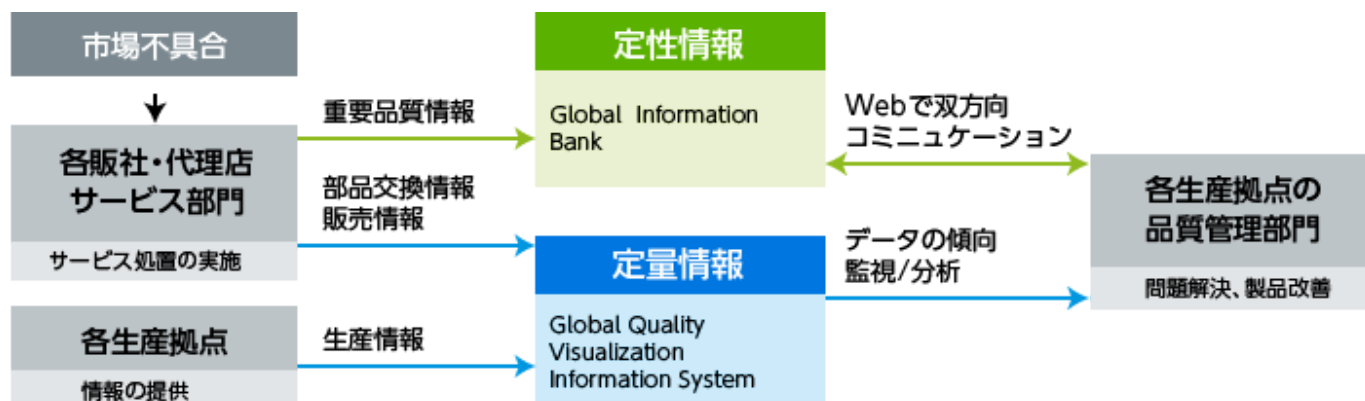 市場不具合
各販社・代理店
サービス部門
サービス処置の実施
各生産拠点
情報の提供
重要品質情報
部品交換情報
販売情報
生産情報
定性情報
Global Information
Bank
定量情報
Global Quality
Visualization
Information System
Webで双方向
コミニュケーション
データの傾向
監視/分析
各生産拠点の
品質管理部門
問題解決、製品改善